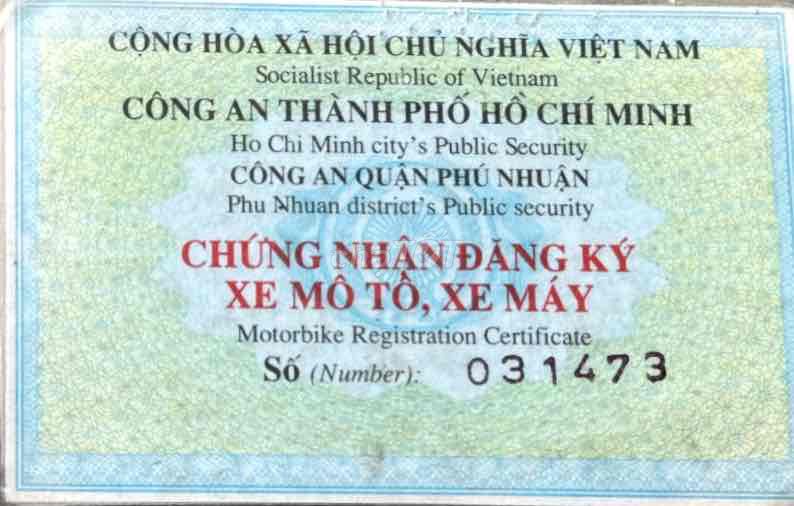 CỘNG HÒA XÃ HỘI CHỦ NGHĨA VIỆT NAM
Socialist Republic of Vietnam
CÔNG AN THÀNH PHỐ HỒ CHÍ MINH
Ho Chi Minh city's Public Security
CÔNG AN QUẬN PHÚ NHUẬN
Phu Nhuan district's Public security
CHỨNG NHẬN ĐĂNG KÝ
XE MÔ TÔ, XE MÁY
Motorbike Registration Certificate
Số (Number): 031473